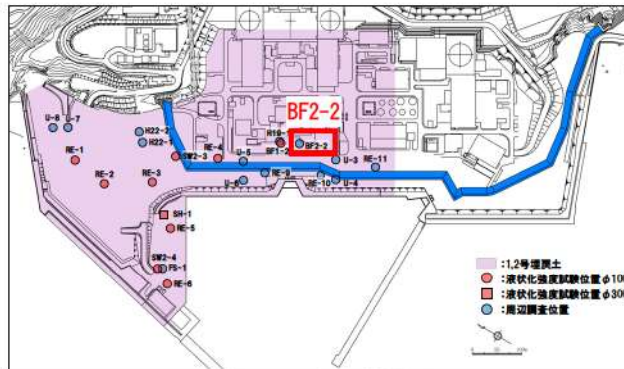 BF2-2
U-8
U-7
H22-2
H22-1
H19-
BF1-2
BF2-2
RE-1
SW2-3
RE-4
U-5
U-3
RE-11
RE-2
RE-3
U-6
RE-9
RE-10
U-4
SH-1
RE-5
SW2-4
FS-1
RE-6
:1,2号埋戻土
:液状化強度試験位置φ100
:液状化強度試験位置φ300
:周辺調査位置